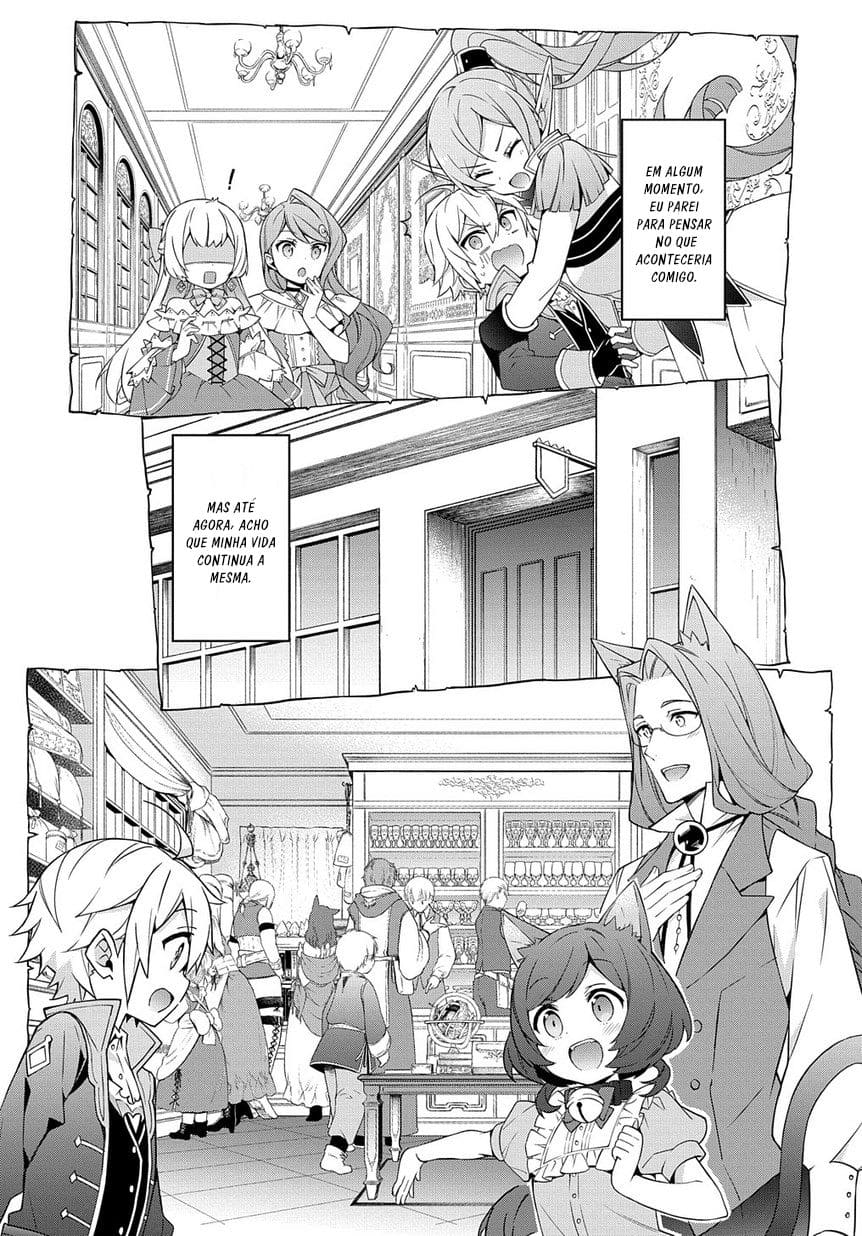 !
EM ALGUM
MOMENTO,
EU PAREI
PARA PENSAR
NO QUE
ACONTECERIA
COMIGO.
MAS ATÉ
AGORA, ACHO
QUE MINHA VIDA
CONTINUA A
MESMA.